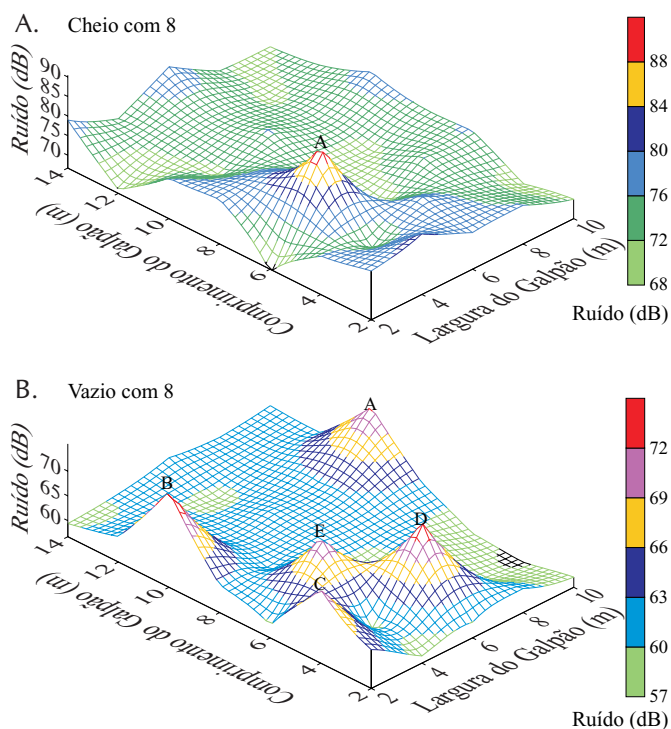 A. Cheio com 8
Ruído (dB)
90
85
80
75
70
14
12
10
8
6
4
2
Comprimento do Galpão (m)
2
4
6
8
10
Largura do Galpão (m)
A
88
84
80
76
72
68
Ruído (dB)
B. Vazio com 8
Ruído (dB)
70
65
60
14
12
10
8
6
4
2
Comprimento do Galpão (m)
2
4
6
8
10
Largura do Galpão (m)
A
B
E
D
C
72
69
66
63
60
57
Ruído (dB)